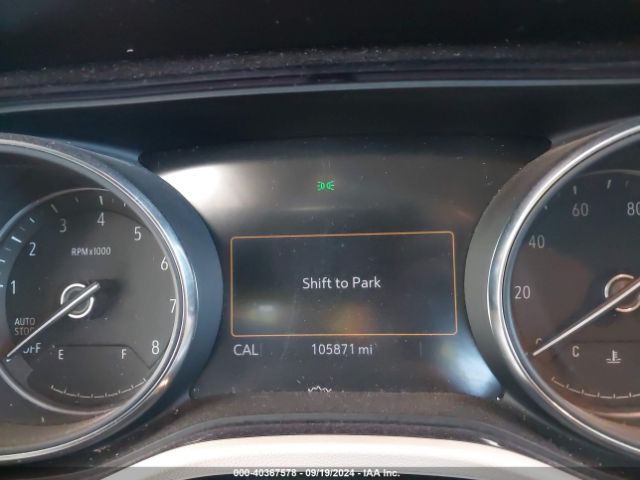 RPMx1000
1
2
3
4
5
6
7
8
AUTO
STOP
OFF
E F
Shift to Park
CAL 105871 mi
20
40
60
80
C
000-40367578 - 09/19/2024 - IAA Inc.